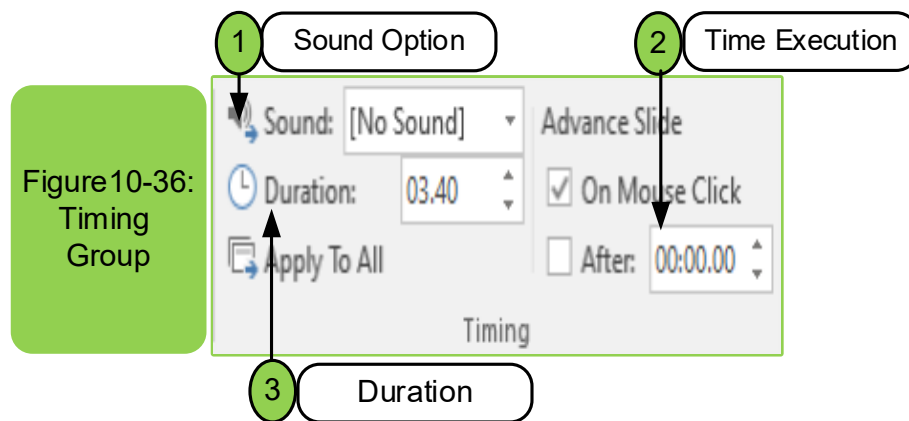 1 Sound Option
2 Time Execution
Figure10-36:
Timing
Group
Sound: [No Sound]
Advance Slide
Duration: 03.40
On Mouse Click
Apply To All
After: 00:00.00
Timing
3 Duration